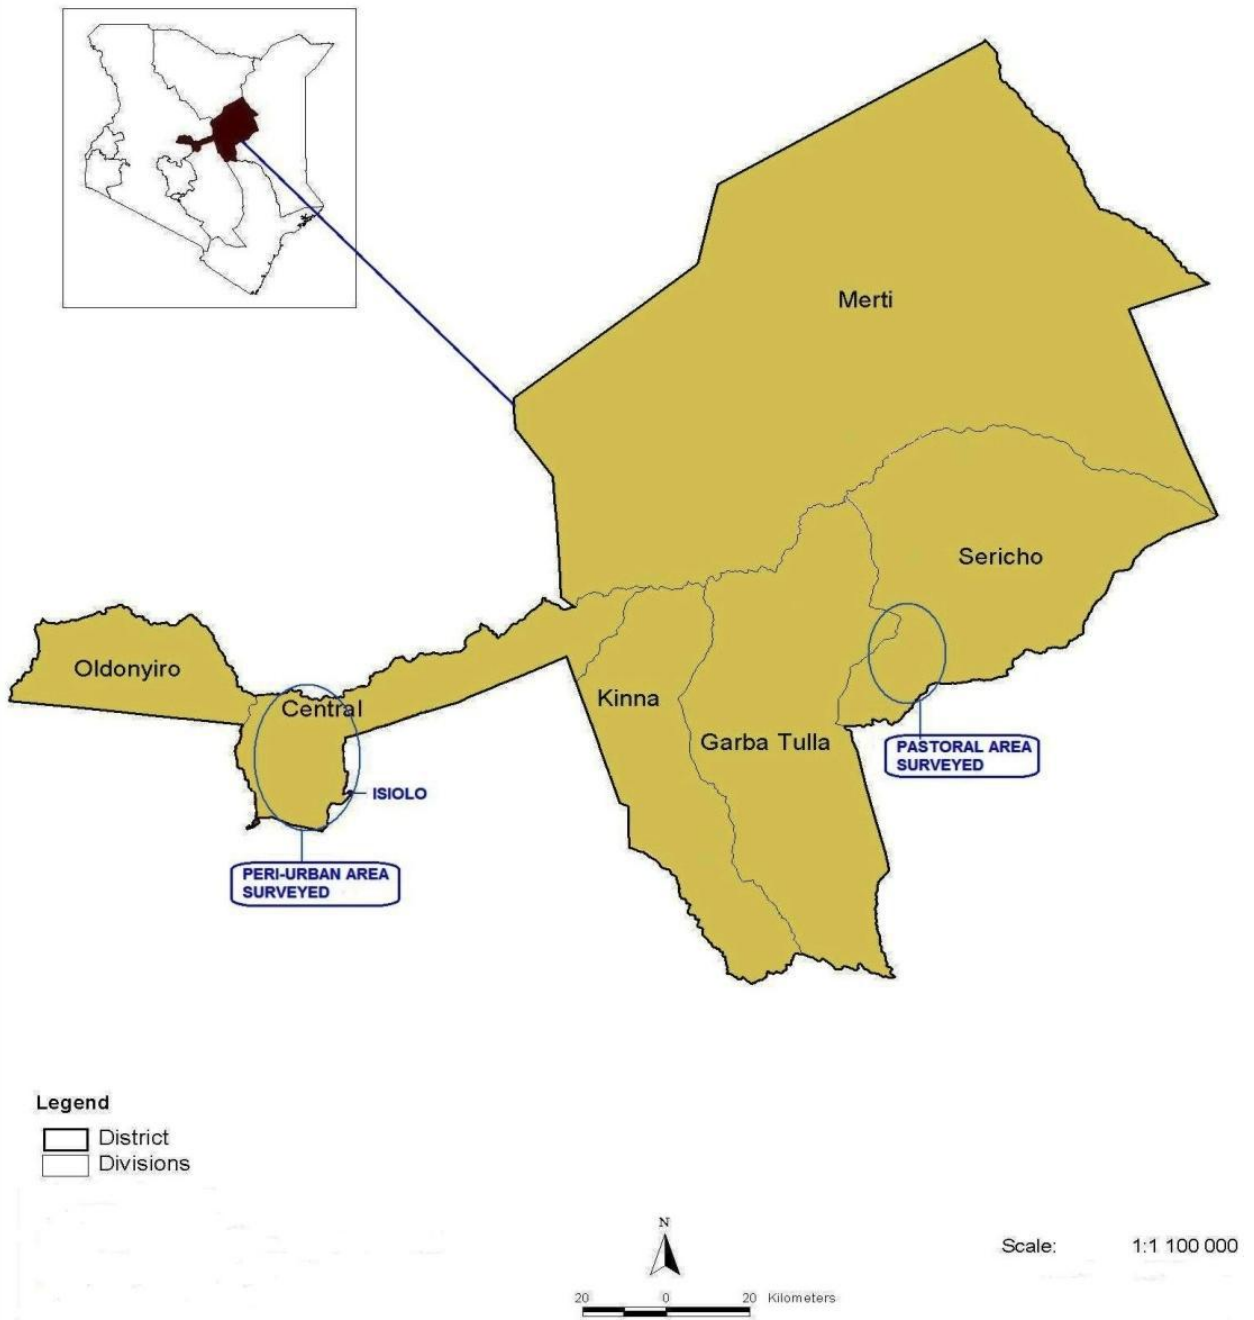 Merti
Sericho
Oldonyiro
Central
Kinna
Garba Tulla
PASTORAL AREA
SURVEYED
ISIOLO
PERI-URBAN AREA
SURVEYED
Legend
District
Divisions
N
Scale: 1:1 100 000
20 0 20 Kilometers